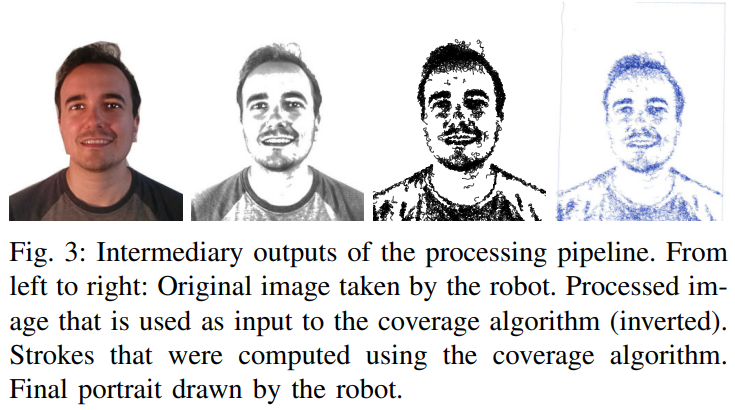 Fig. 3: Intermediary outputs of the processing pipeline. From
left to right: Original image taken by the robot. Processed im-
age that is used as input to the coverage algorithm (inverted).
Strokes that were computed using the coverage algorithm.
Final portrait drawn by the robot.